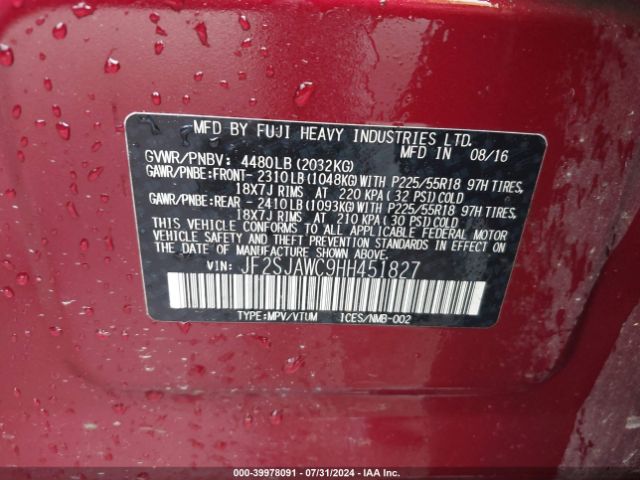 MFD BY FUJI HEAVY INDUSTRIES LTD.
GVWR/PNBV: 4480LB (2032KG) MFD IN 08/16
GAWR/PNBE:FRONT- 2310LB (1048KG) WITH P225/55R18 97H TIRES,
18X7J RIMS AT 220 KPA ( 32 PSI) COLD
GAWR/PNBE:REAR - 2410LB (1093KG) WITH P225/55R18 97H TIRES,
18X7J RIMS AT 210 KPA ( 30 PSI) COLD
THIS VEHICLE CONFORMS TO ALL APPLICABLE FEDERAL MOTOR
VEHICLE SAFETY AND THEFT PREVENTION STANDARDS IN EFFECT ON
THE DATE OF MANUFACTURE SHOWN ABOVE.
VIN: JF2SJAWC9HH451827
TYPE:MPV/VTUM ICES/NMB-002
000-39978091 - 07/31/2024 - IAA Inc.